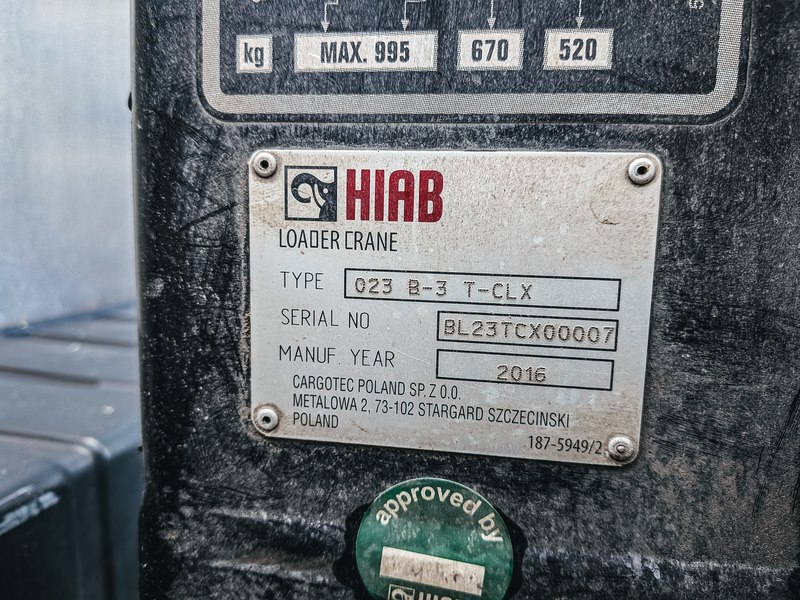 kg MAX. 995 670 520
HIAB
LOADER CRANE
TYPE 023 B-3 T-CLX
SERIAL NO BL23TCX00007
MANUF. YEAR 2016
CARGOTEC POLAND SP. Z O.O.
METALOWA 2, 73-102 STARGARD SZCZECINSKI
POLAND
187-5949/2
approved by